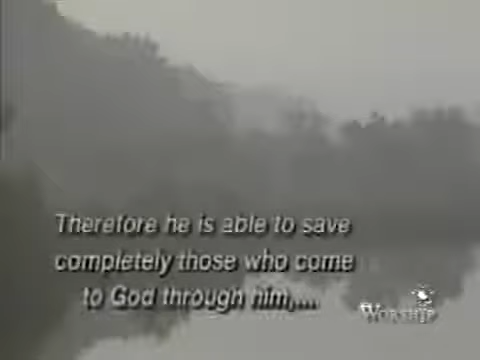 Therefore he is able to save
completely those who come
to God through him,....
WORSHIP